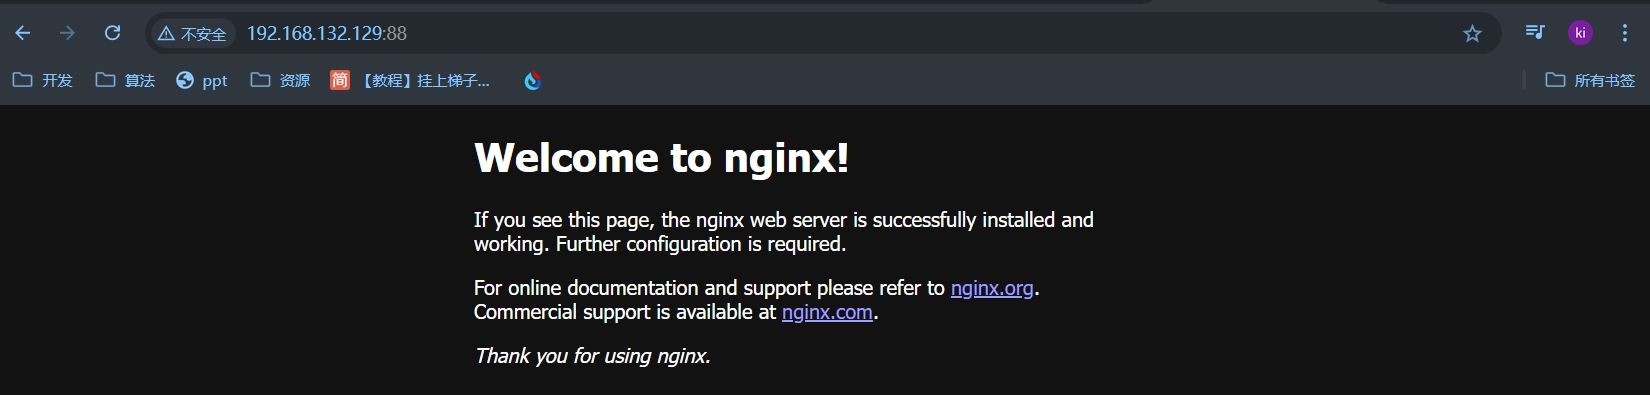 不安全 192.168.132.129:88 ki
开发 算法 ppt 资源 简 【教程】挂上梯子... 所有书签
Welcome to nginx!
If you see this page, the nginx web server is successfully installed and
working. Further configuration is required.
For online documentation and support please refer to nginx.org.
Commercial support is available at nginx.com.
Thank you for using nginx.